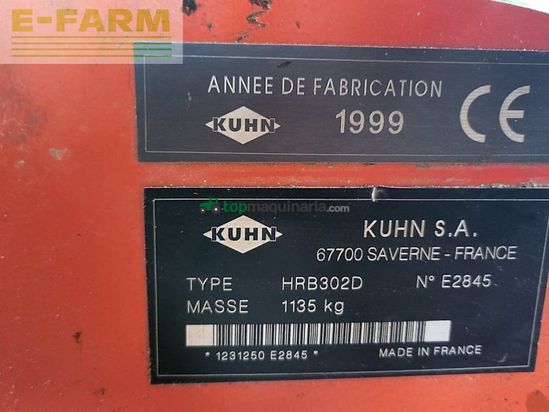 E-FARM
ANNEE DE FABRICATION
KUHN 1999 CE
topmaquinaria.com
KUHN KUHN S.A.
67700 SAVERNE - FRANCE
TYPE HRB302D N° E2845
MASSE 1135 kg
* 1231250 E2845 * MADE IN FRANCE